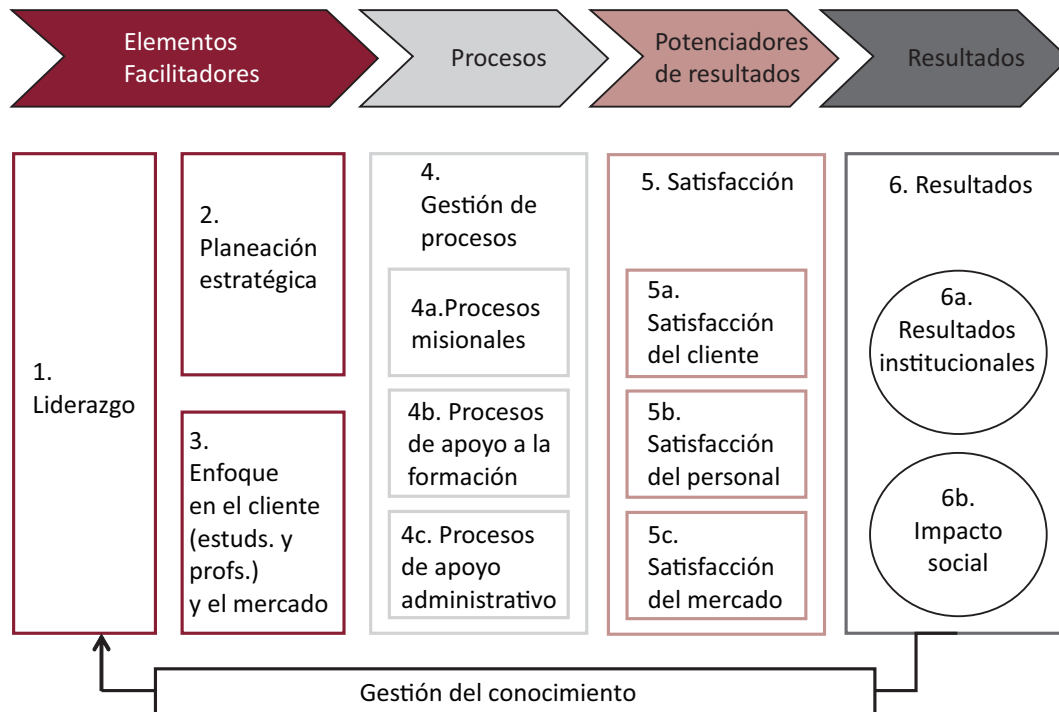 Elementos
Facilitadores
Procesos
Potenciadores
de resultados
Resultados
1.
Liderazgo
2.
Planeación
estratégica
3.
Enfoque
en el cliente
(estuds. y
profs.)
y el mercado
4.
Gestión de
procesos
4a.Procesos
misionales
4b. Procesos
de apoyo a la
formación
4c. Procesos
de apoyo
administrativo
5. Satisfacción
5a.
Satisfacción
del cliente
5b.
Satisfacción
del personal
5c.
Satisfacción
del mercado
6. Resultados
6a.
Resultados
institucionales
6b.
Impacto
social
Gestión del conocimiento